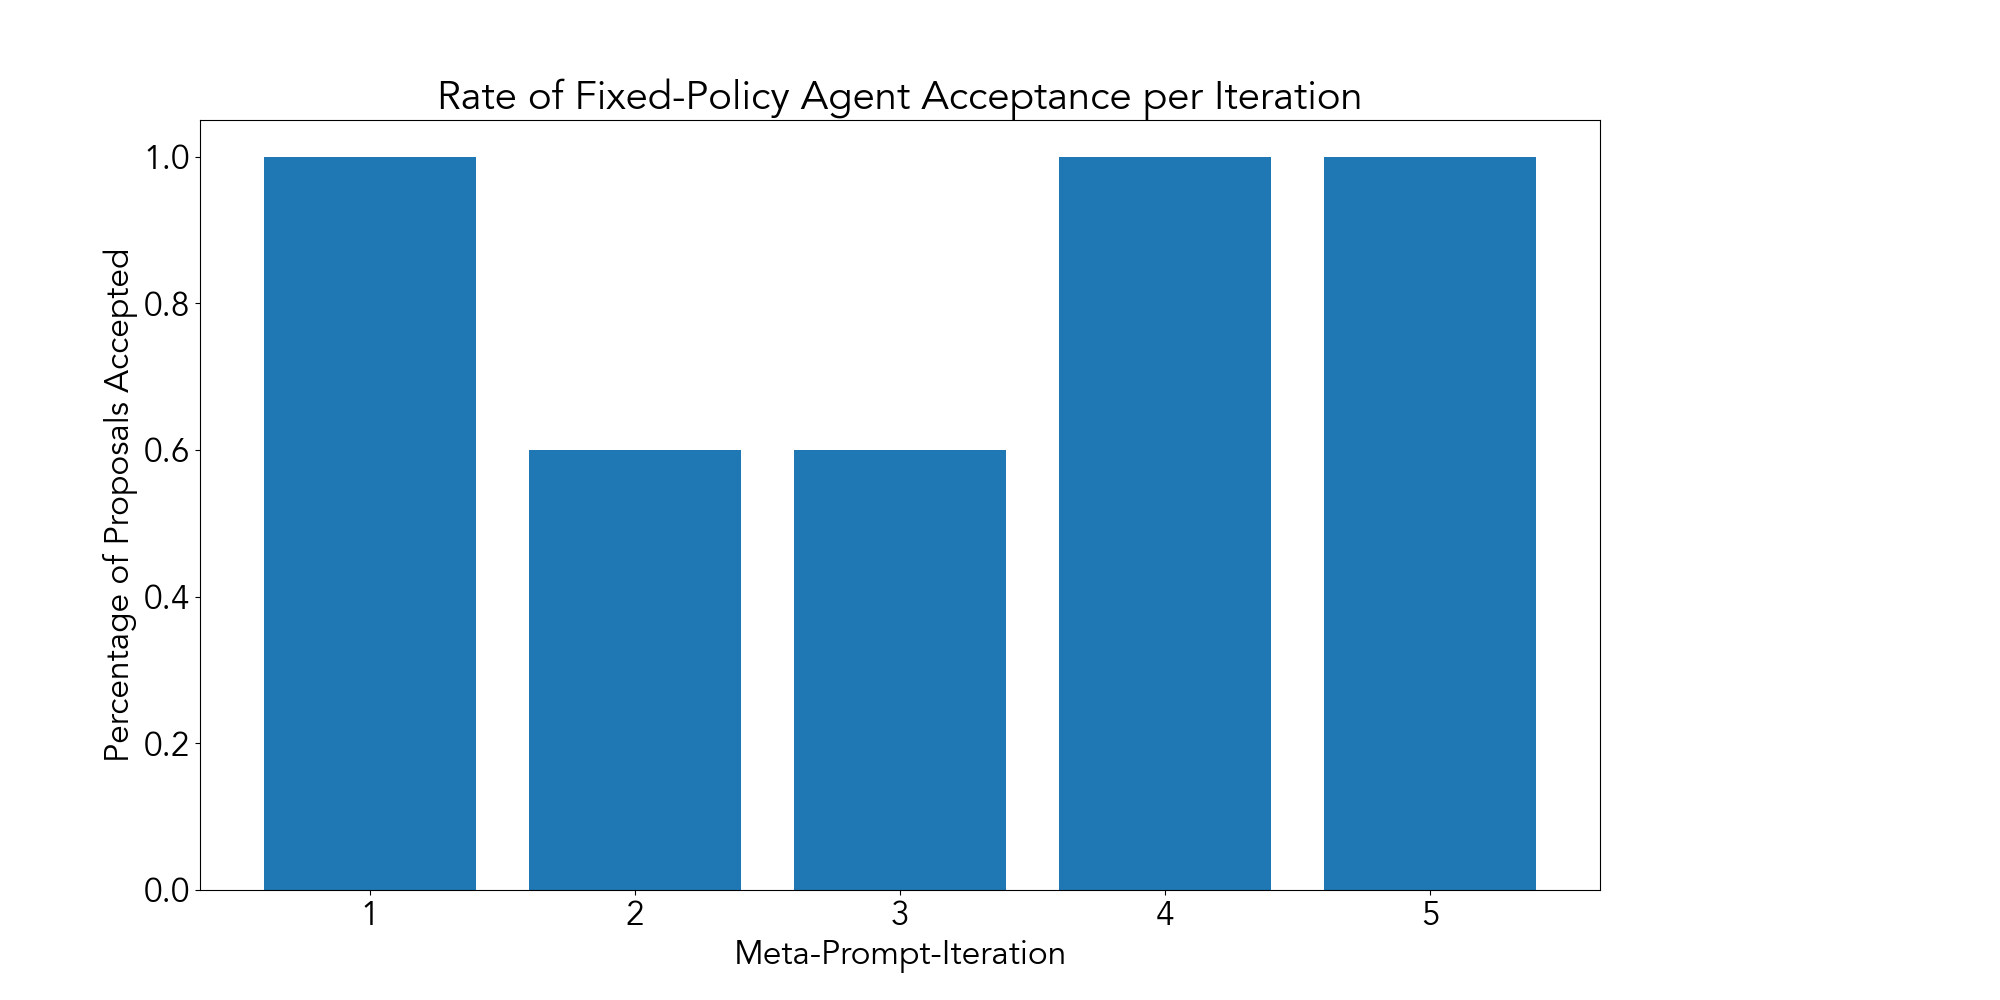 Rate of Fixed-Policy Agent Acceptance per Iteration
Percentage of Proposals Accepted
1.0
0.8
0.6
0.4
0.2
0.0
1 2 3 4 5
Meta-Prompt-Iteration